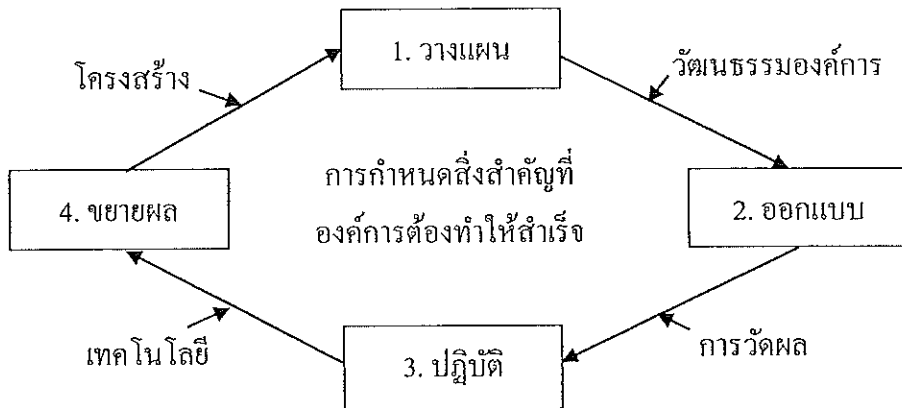 1. วางแผน
โครงสร้าง
วัฒนธรรมองค์การ
การกำหนดสิ่งสำคัญที่
องค์การต้องทำให้สำเร็จ
4. ขยายผล
2. ออกแบบ
เทคโนโลยี
การวัดผล
3. ปฏิบัติ